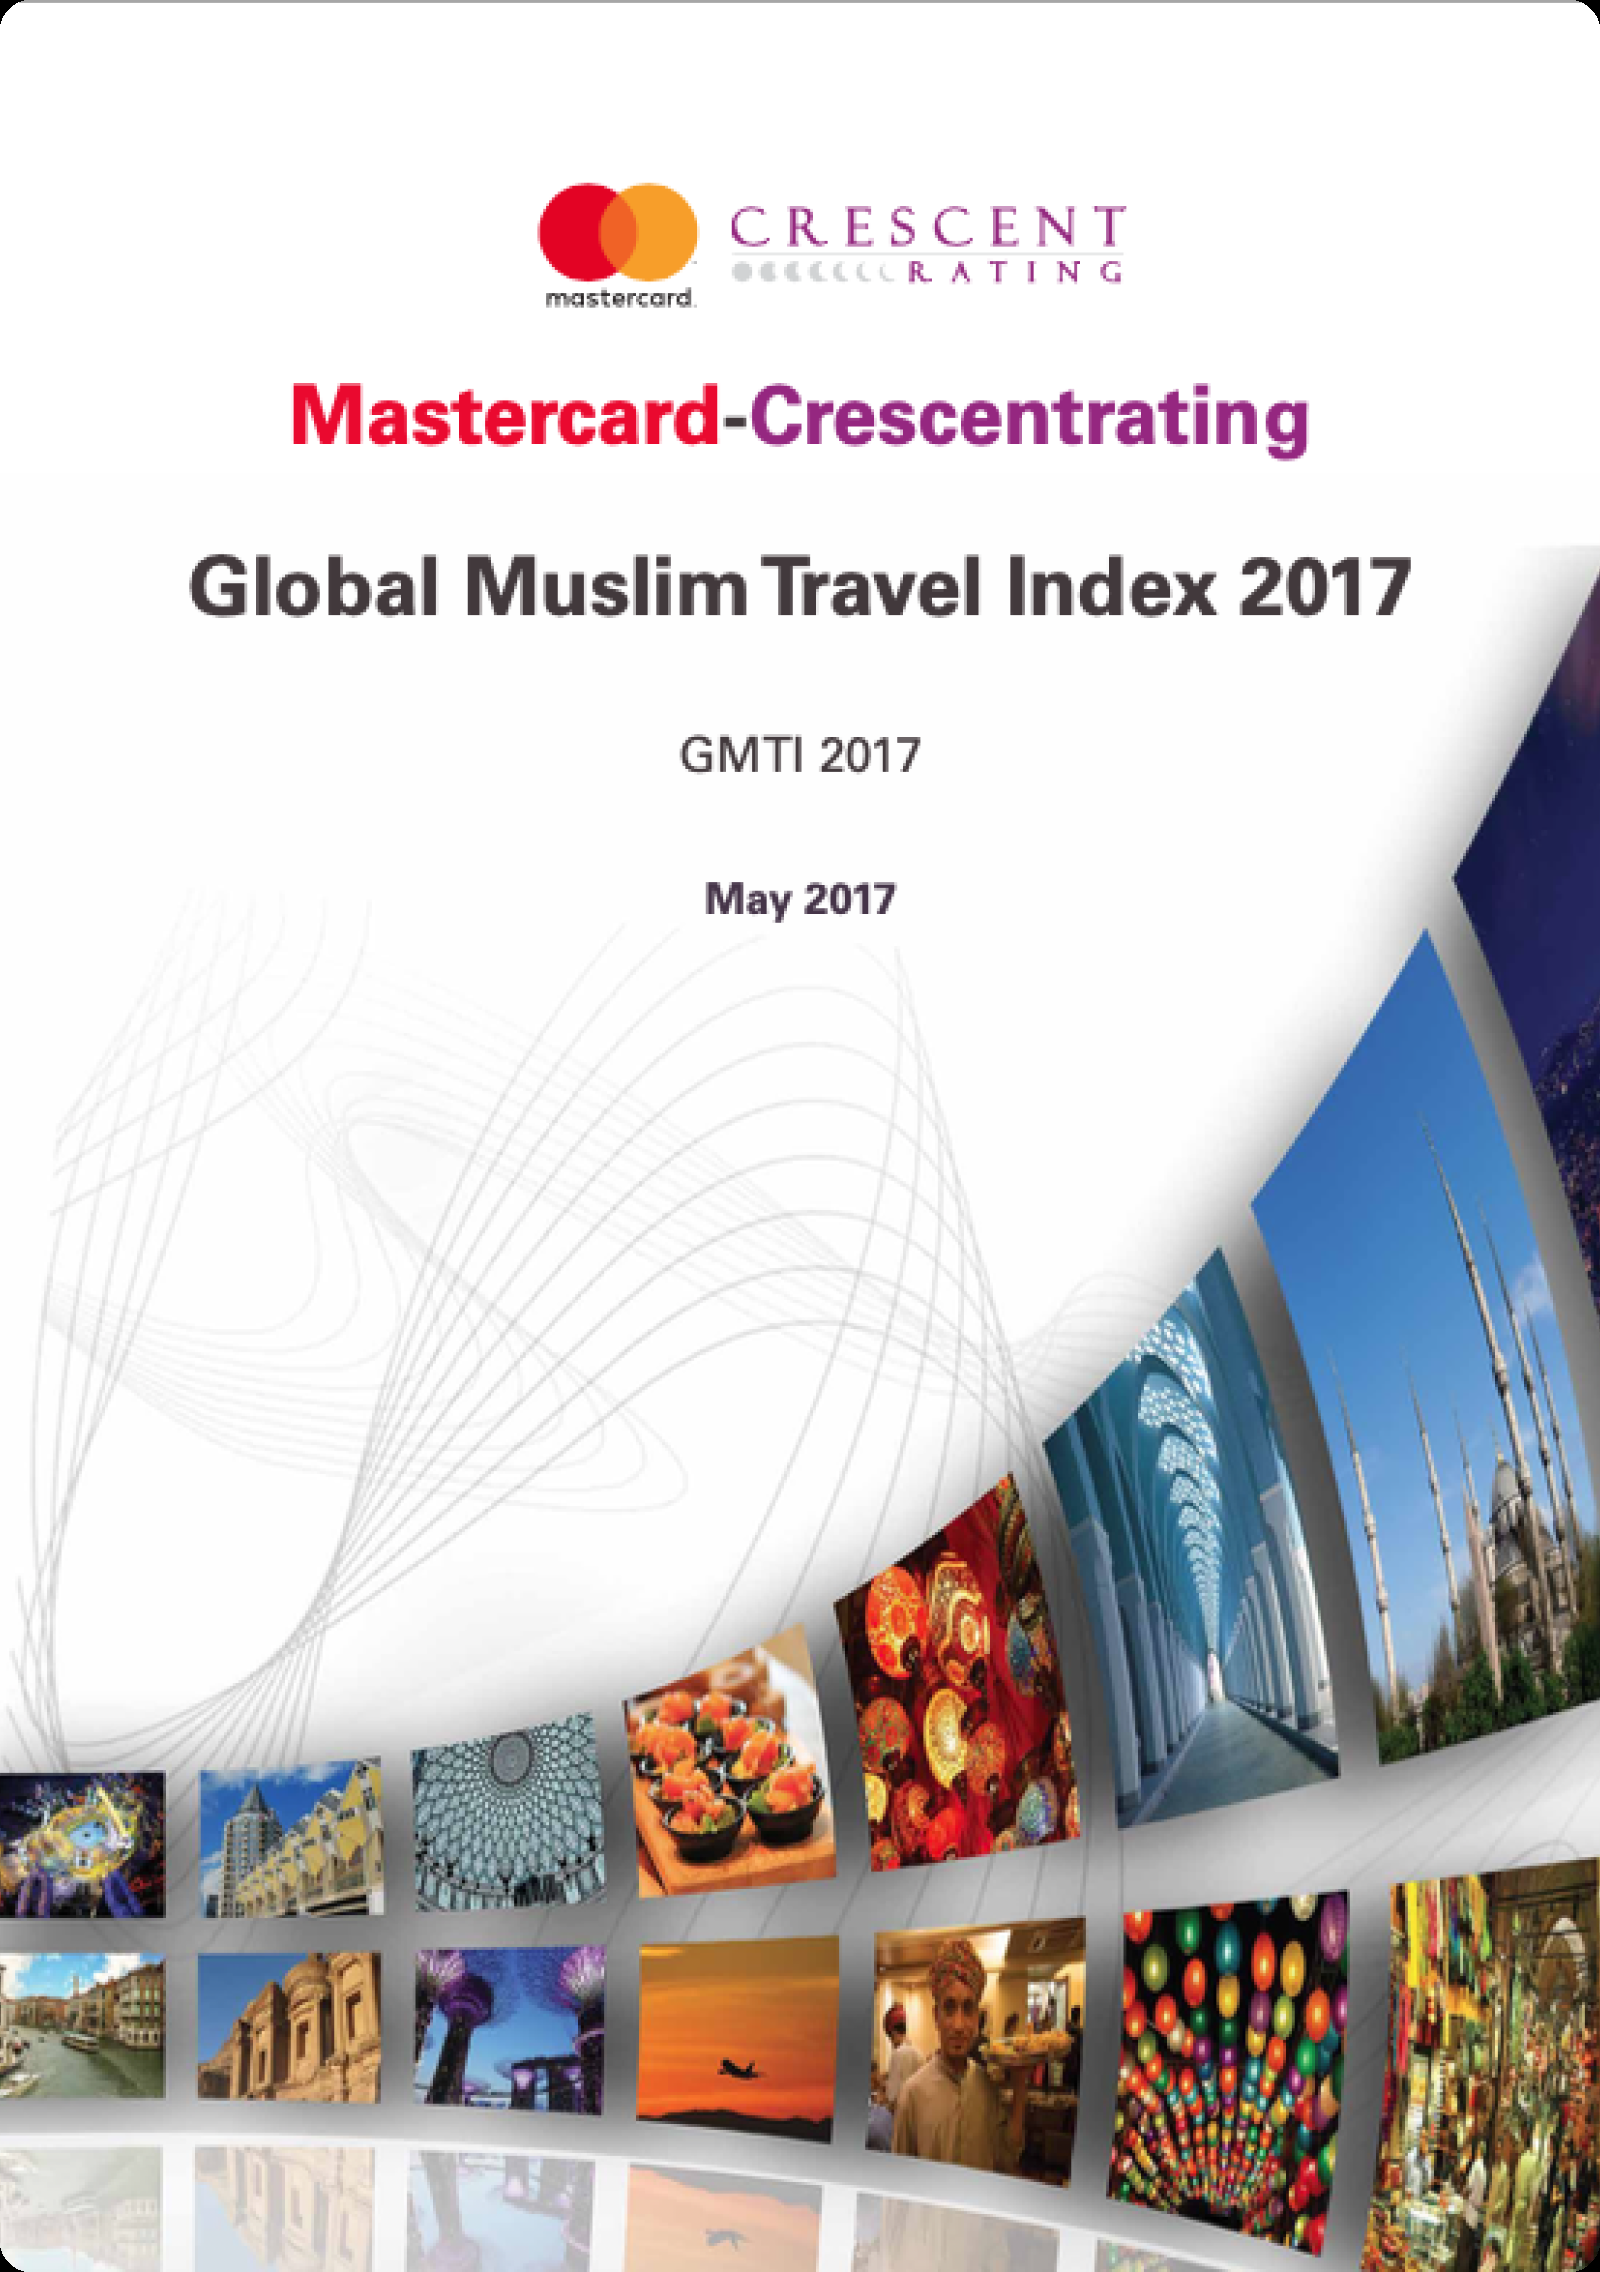 mastercard.
CRESCENT
RATING
Mastercard-Crescentrating
Global Muslim Travel Index 2017
GMTI 2017
May 2017